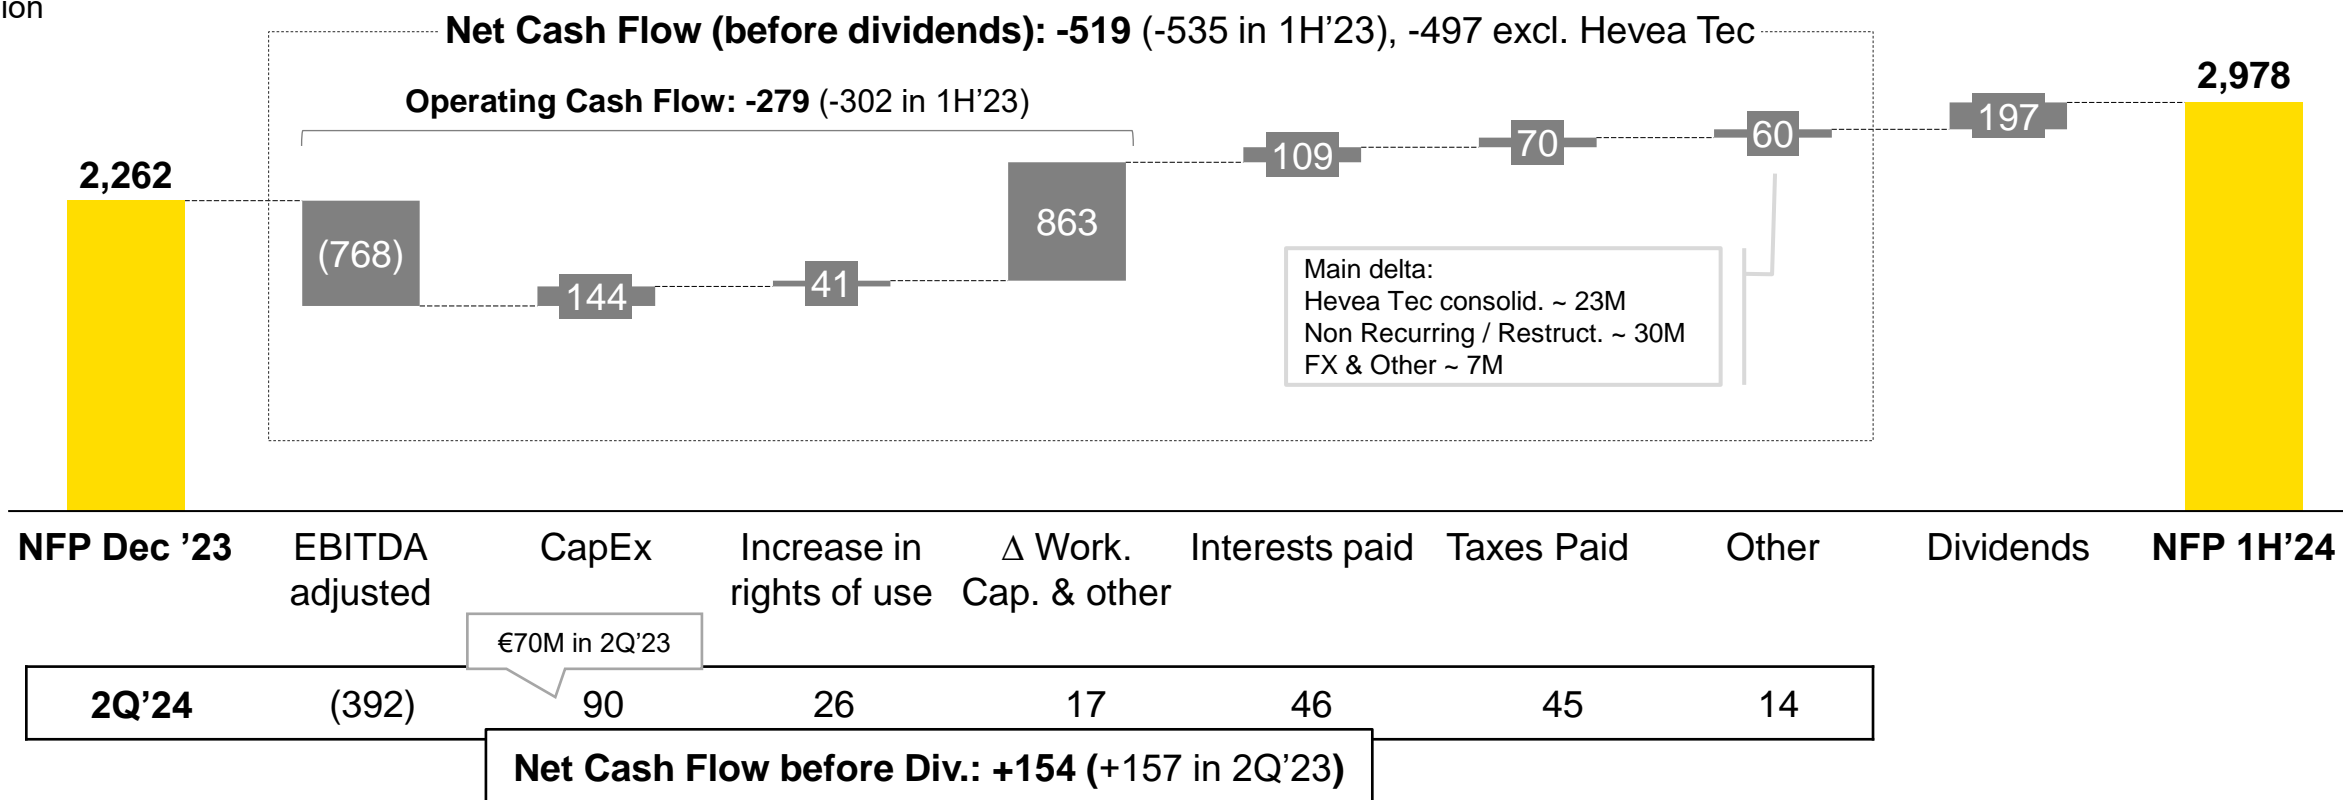 Net Cash Flow (before dividends): -519 (-535 in 1H’23), -497 excl. Hevea Tec
Operating Cash Flow: -279 (-302 in 1H’23)
2,262
(768)
144
41
863
109
70
60
197
2,978
Main delta:
Hevea Tec consolid. ~ 23M
Non Recurring / Restruct. ~ 30M
FX & Other ~ 7M
NFP Dec ’23
EBITDA
adjusted
CapEx
Increase in
rights of use
Δ Work.
Cap. & other
Interests paid
Taxes Paid
Other
Dividends
NFP 1H’24
€70M in 2Q’23
2Q’24 (392) 90 26 17 46 45 14
Net Cash Flow before Div.: +154 (+157 in 2Q’23)